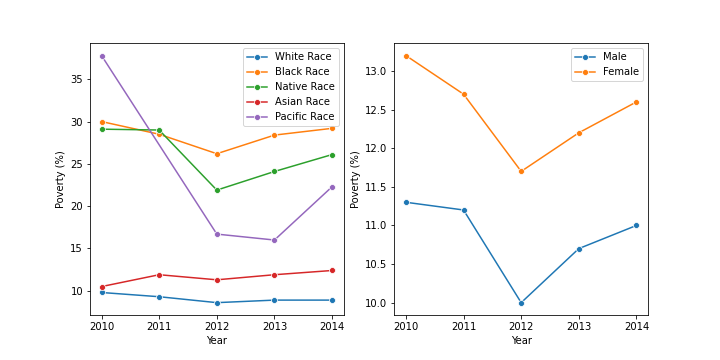 White Race
Black Race
Native Race
Asian Race
Pacific Race
35
30
25
20
15
10
Poverty (%)
2010 2011 2012 2013 2014
Year
Male
Female
13.0
12.5
12.0
11.5
11.0
10.5
10.0
Poverty (%)
2010 2011 2012 2013 2014
Year